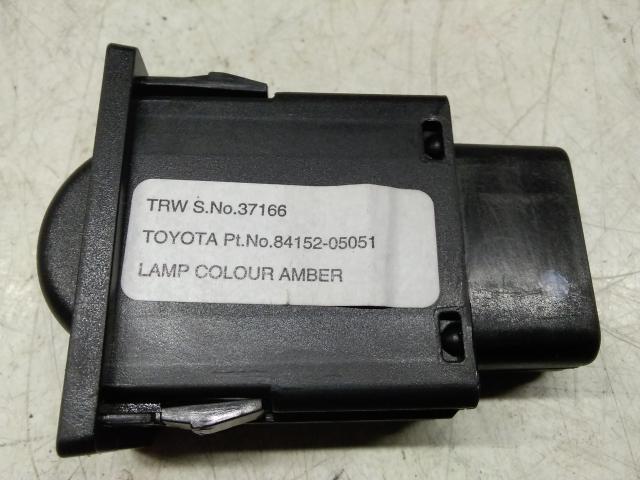 TRW S.No.37166
TOYOTA Pt.No.84152-05051
LAMP COLOUR AMBER